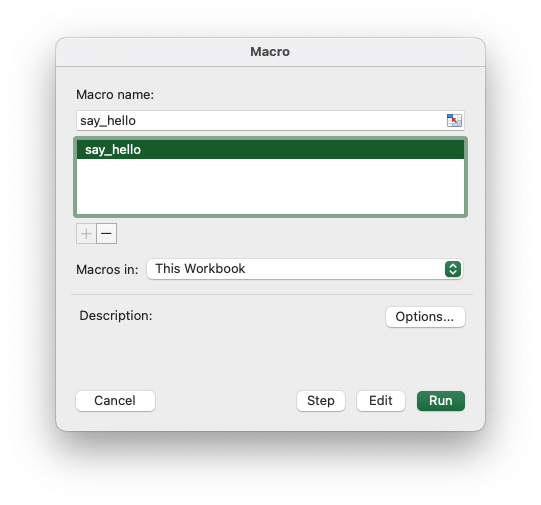 Macro
Macro name:
say_hello
say_hello
+ −
Macros in: This Workbook
Description: Options...
Cancel Step Edit Run